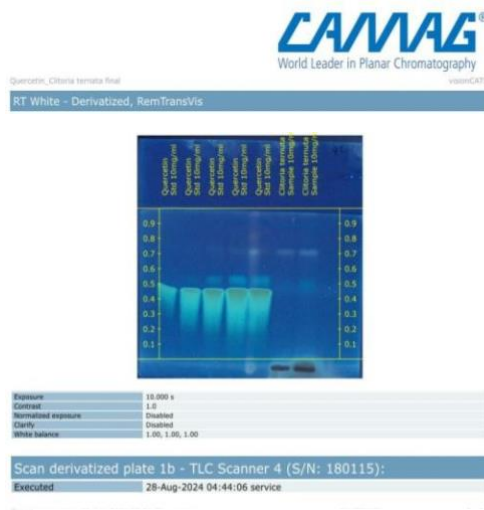 CAMAG®
World Leader in Planar Chromatography
Quercetin_Clitoria ternata final
visionCAT
RT White - Derivatized, RemTransVis
Quercetin
Std 10mg/ml
Quercetin
Std 10mg/ml
Quercetin
Std 10mg/ml
Quercetin
Std 10mg/ml
Quercetin
Std 10mg/ml
Clitoria ternuta
Sample 10mg/ml
Clitoria ternuta
Sample 10mg/ml
0.9 0.9
0.8 0.8
0.7 0.7
0.6 0.6
0.5 0.5
0.4 0.4
0.3 0.3
0.2 0.2
0.1 0.1
Exposure 10.000 s
Contrast 1.0
Normalized exposure Disabled
Clarify Disabled
White balance 1.00, 1.00, 1.00
Scan derivatized plate 1b - TLC Scanner 4 (S/N: 180115):
Executed 28-Aug-2024 04:44:06 service